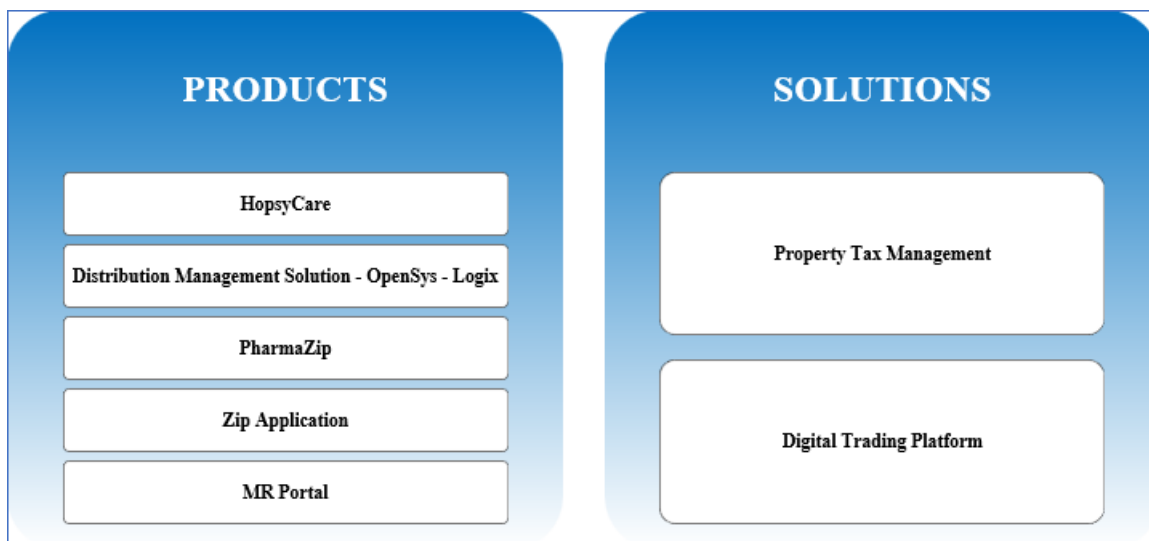 PRODUCTS
HopsyCare
Distribution Management Solution - OpenSys - Logix
PharmaZip
Zip Application
MR Portal
SOLUTIONS
Property Tax Management
Digital Trading Platform